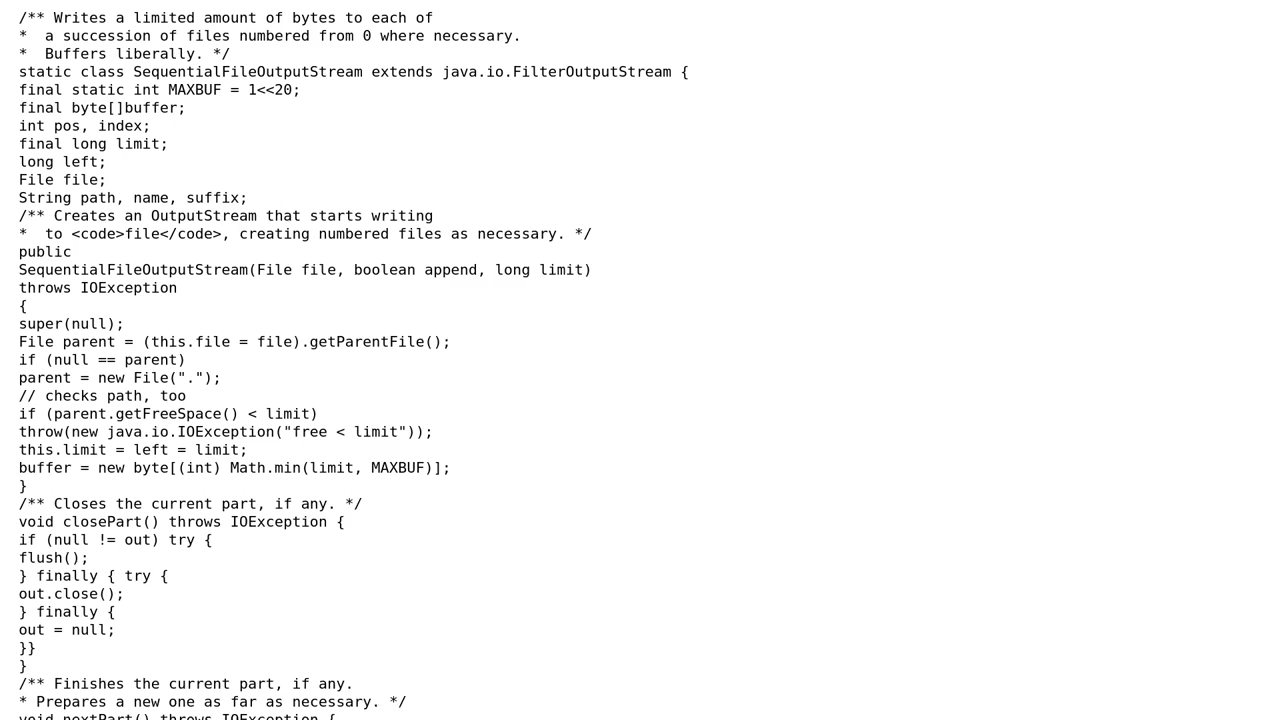 /** Writes a limited amount of bytes to each of
*  a succession of files numbered from 0 where necessary.
*  Buffers liberally. */
static class SequentialFileOutputStream extends java.io.FilterOutputStream {
final static int MAXBUF = 1<<20;
final byte[]buffer;
int pos, index;
final long limit;
long left;
File file;
String path, name, suffix;
/** Creates an OutputStream that starts writing
*  to <code>file</code>, creating numbered files as necessary. */
public
SequentialFileOutputStream(File file, boolean append, long limit)
throws IOException
{
super(null);
File parent = (this.file = file).getParentFile();
if (null == parent)
parent = new File(".");
// checks path, too
if (parent.getFreeSpace() < limit)
throw(new java.io.IOException("free < limit"));
this.limit = left = limit;
buffer = new byte[(int) Math.min(limit, MAXBUF)];
}
/** Closes the current part, if any. */
void closePart() throws IOException {
if (null != out) try {
flush();
} finally { try {
out.close();
} finally {
out = null;
}}
}
/** Finishes the current part, if any.
* Prepares a new one as far as necessary. */
void nextPart() throws IOException {